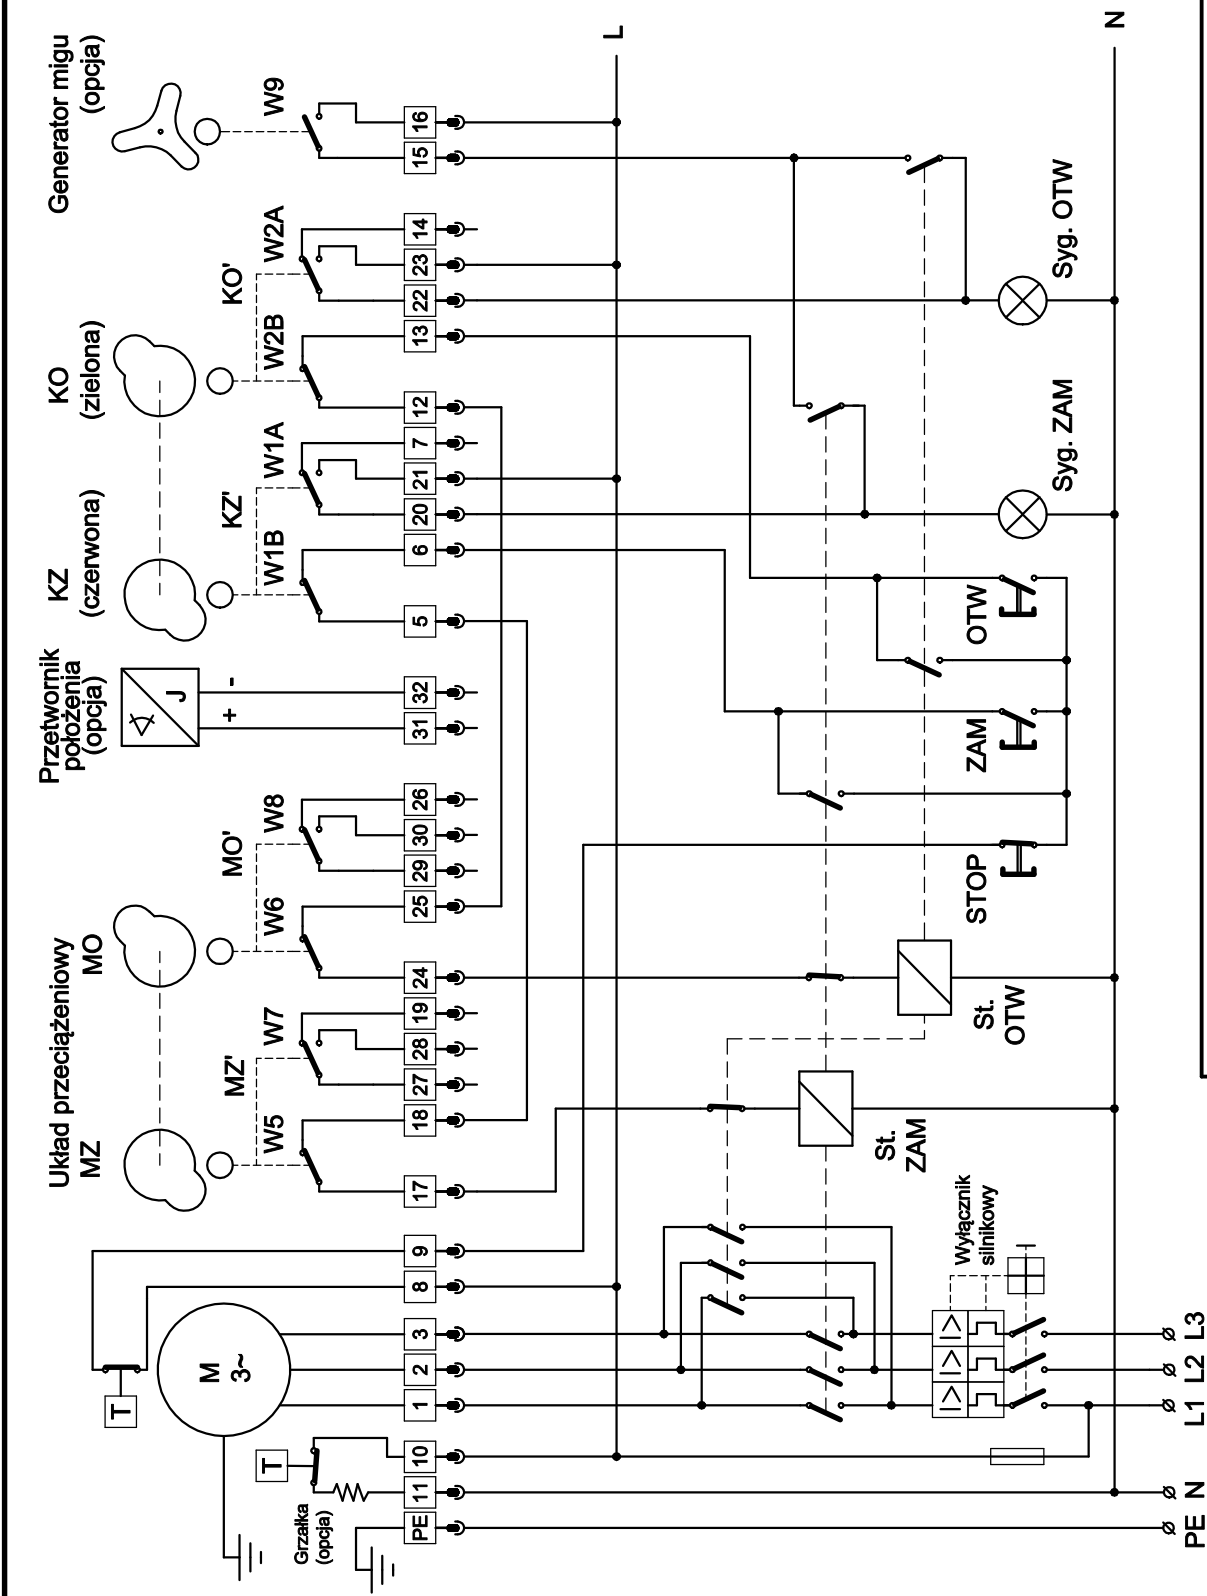 Układ przeciążeniowy
MZ
MO
Przetwornik
położenia
(opcja)
KZ
(czerwona)
KO
(zielona)
Generator migu
(opcja)
MZ'
MO'
KZ'
KO'
T
M
3~
J
+
-
T
Grzałka
(opcja)
W5
W7
W6
W8
W1B
W1A
W2B
W2A
W9
PE
11
10
1
2
3
8
9
17
18
27
28
19
24
25
29
30
26
31
32
5
6
20
21
7
12
13
22
23
14
15
16
L
St.
ZAM
St.
OTW
STOP
ZAM
OTW
Syg. ZAM
Syg. OTW
N
Wyłącznik
silnikowy
PE
N
L1
L2
L3